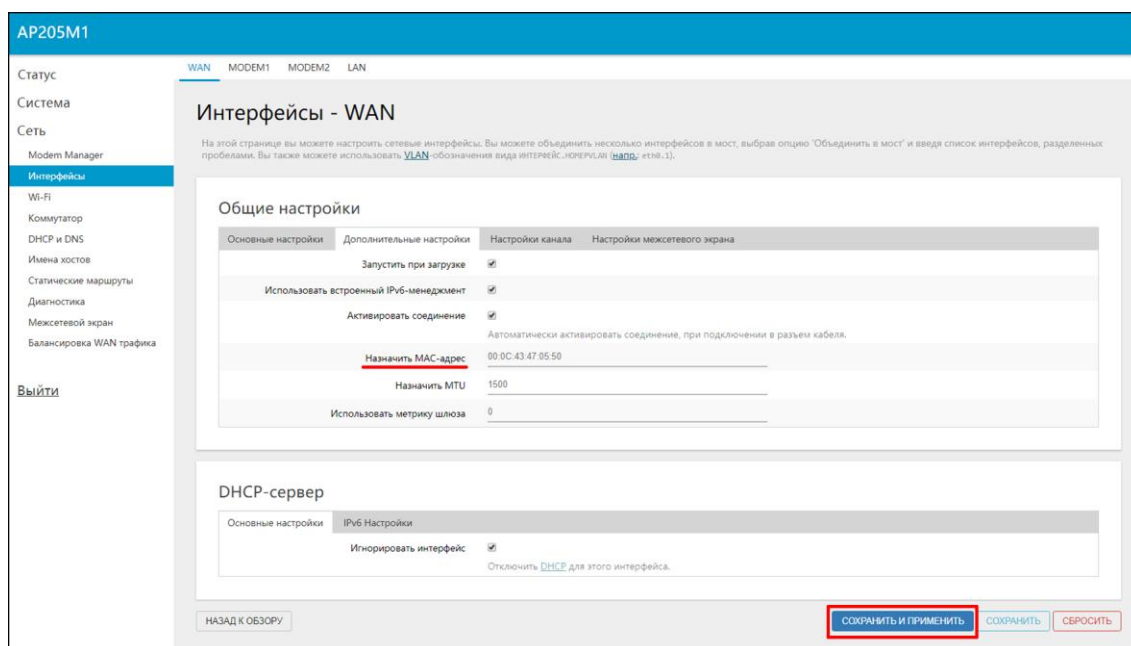 AP205M1
WAN MODEM1 MODEM2 LAN
Статус
Система
Сеть
Modem Manager
Интерфейсы
Wi-Fi
Коммутатор
DHCP и DNS
Имена хостов
Статические маршруты
Диагностика
Межсетевой экран
Балансировка WAN трафика
Выйти
Интерфейсы - WAN
На этой странице вы можете настроить сетевые интерфейсы. Вы можете объединить несколько интерфейсов в мост, выбрав опцию 'Объединить в мост' и введя список интерфейсов, разделенных
пробелами. Вы также можете использовать VLAN-обозначения вида ИНТЕРФЕЙС.НОМЕРVLAN (напр.: eth0.1).
Общие настройки
Основные настройки Дополнительные настройки Настройки канала Настройки межсетевого экрана
Запустить при загрузке
Использовать встроенный IPv6-менеджмент
Активировать соединение
Автоматически активировать соединение, при подключении в разъем кабеля.
Назначить MAC-адрес 00:0C:43:47:05:50
Назначить MTU 1500
Использовать метрику шлюза 0
DHCP-сервер
Основные настройки IPv6 Настройки
Игнорировать интерфейс
Отключить DHCP для этого интерфейса.
НАЗАД К ОБЗОРУ СОХРАНИТЬ И ПРИМЕНИТЬ СОХРАНИТЬ СБРОСИТЬ